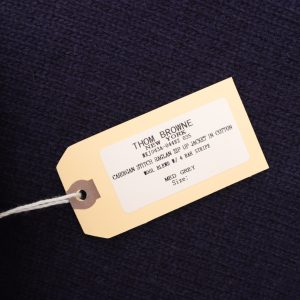 THOM BROWNE
NEW YORK
CARDIGAN STITCH RAGLAN ZIP UP JACKET IN COTTON
WOOL BLEND W/ 4 BAR STRIPE
MED GREY
Size: